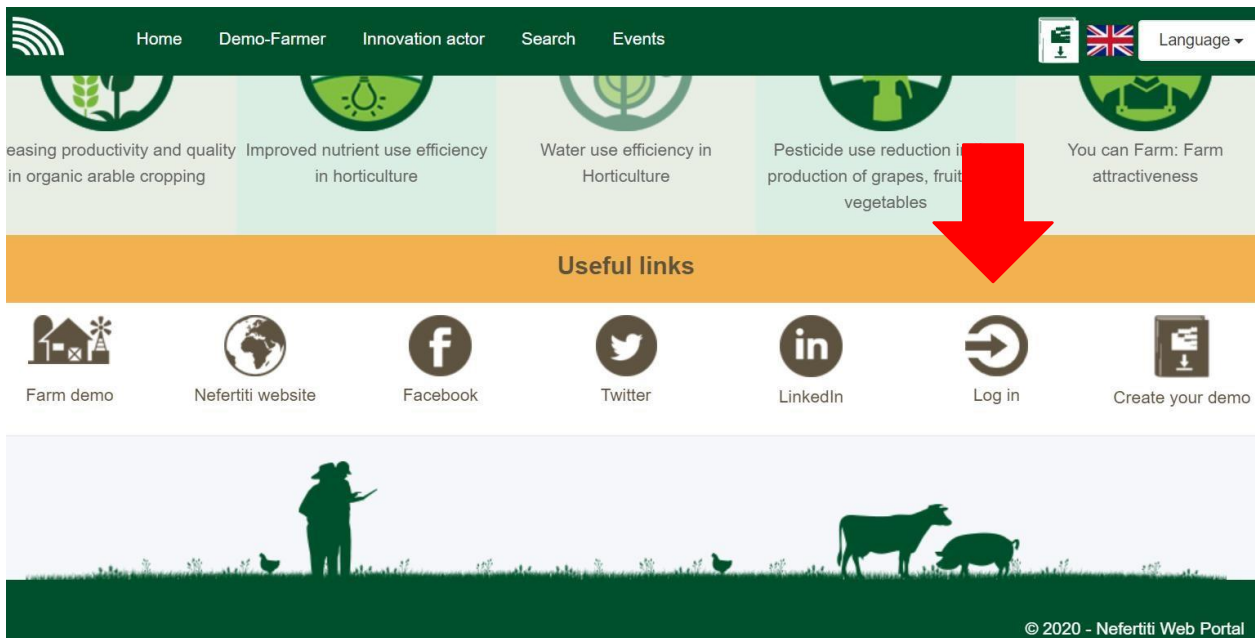 Home Demo-Farmer Innovation actor Search Events Language
easing productivity and quality
in organic arable cropping
Improved nutrient use efficiency
in horticulture
Water use efficiency in
Horticulture
Pesticide use reduction
production of grapes, fruit
vegetables
You can Farm: Farm
attractiveness
Useful links
Farm demo Nefertiti website Facebook Twitter LinkedIn Log in Create your demo
© 2020 - Nefertiti Web Portal